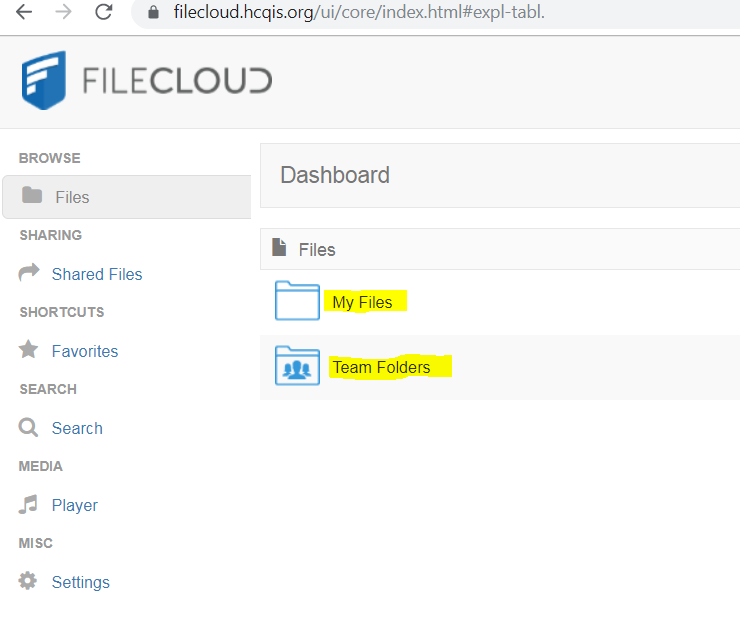 filecloud.hcqis.org/ui/core/index.html#expl-tabl.
FILECLOUD
BROWSE
Files
SHARING
Shared Files
SHORTCUTS
Favorites
SEARCH
Search
MEDIA
Player
MISC
Settings
Dashboard
Files
My Files
Team Folders